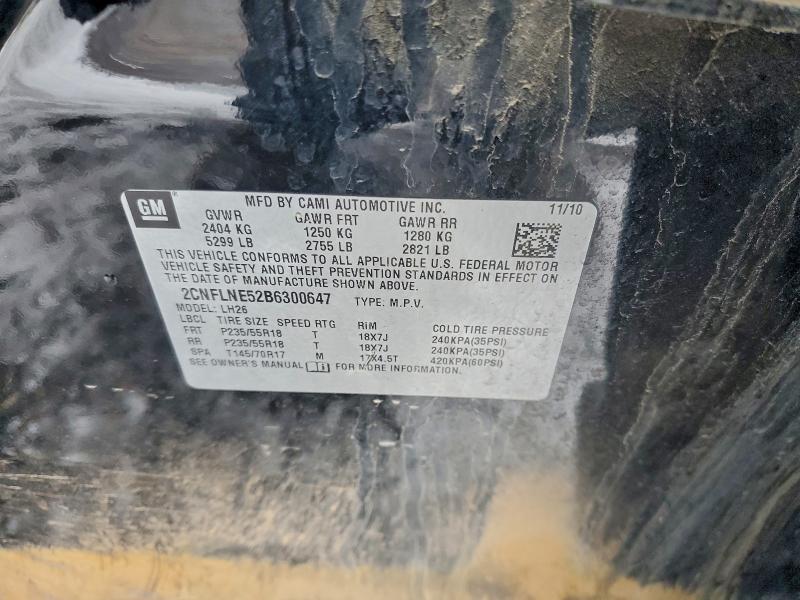 GM
MFD BY CAMI AUTOMOTIVE INC. 11/10
GVWR GAWR FRT GAWR RR
2404 KG 1250 KG 1280 KG
5299 LB 2755 LB 2821 LB
THIS VEHICLE CONFORMS TO ALL APPLICABLE U.S. FEDERAL MOTOR
VEHICLE SAFETY AND THEFT PREVENTION STANDARDS IN EFFECT ON
THE DATE OF MANUFACTURE SHOWN ABOVE.
2CNFLNE52B6300647 TYPE: M.P.V.
MODEL: LH26
LBCL TIRE SIZE SPEED RTG RIM COLD TIRE PRESSURE
FRT P235/55R18 T 18X7J 240KPA(35PSI)
RR P235/55R18 T 18X7J 240KPA(35PSI)
SPA T145/70R17 M 17X4.5T 420KPA(60PSI)
SEE OWNER'S MANUAL FOR MORE INFORMATION.